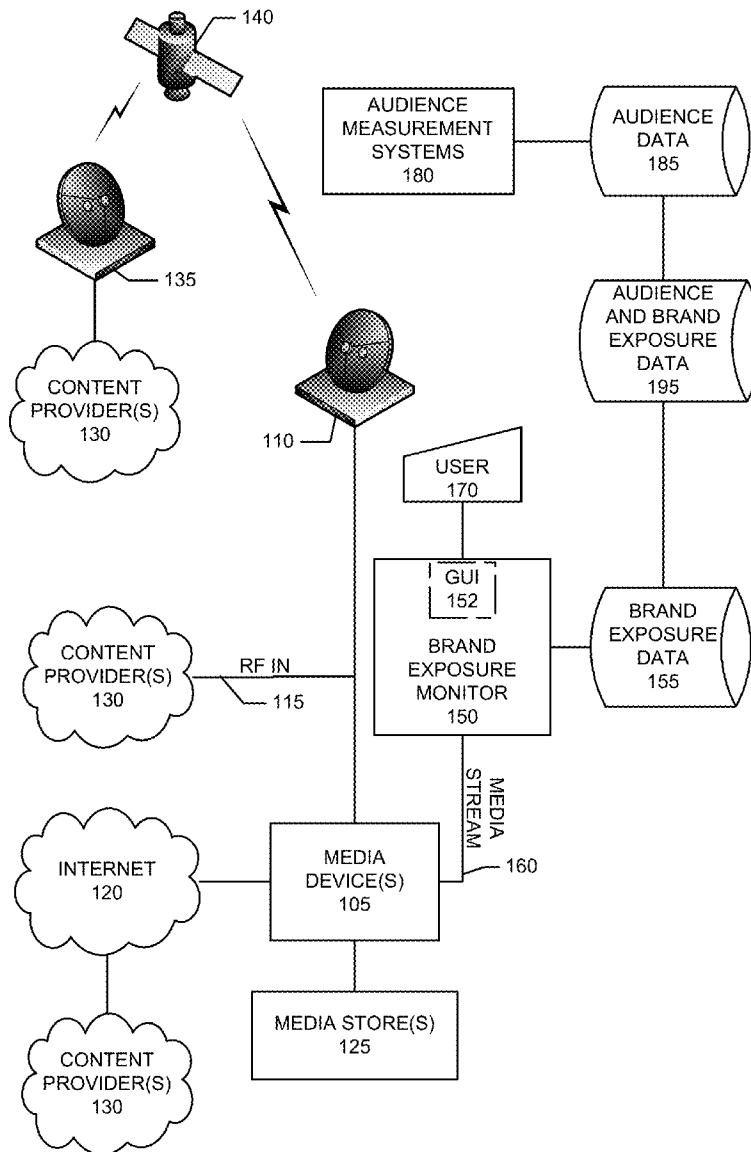 140
AUDIENCE
MEASUREMENT
SYSTEMS
180
AUDIENCE
DATA
185
135
CONTENT
PROVIDER(S)
130
AUDIENCE
AND BRAND
EXPOSURE
DATA
195
110
USER
170
GUI
152
BRAND
EXPOSURE
MONITOR
150
BRAND
EXPOSURE
DATA
155
CONTENT
PROVIDER(S)
130
RF IN
115
MEDIA
STREAM
160
INTERNET
120
MEDIA
DEVICE(S)
105
MEDIA STORE(S)
125
CONTENT
PROVIDER(S)
130